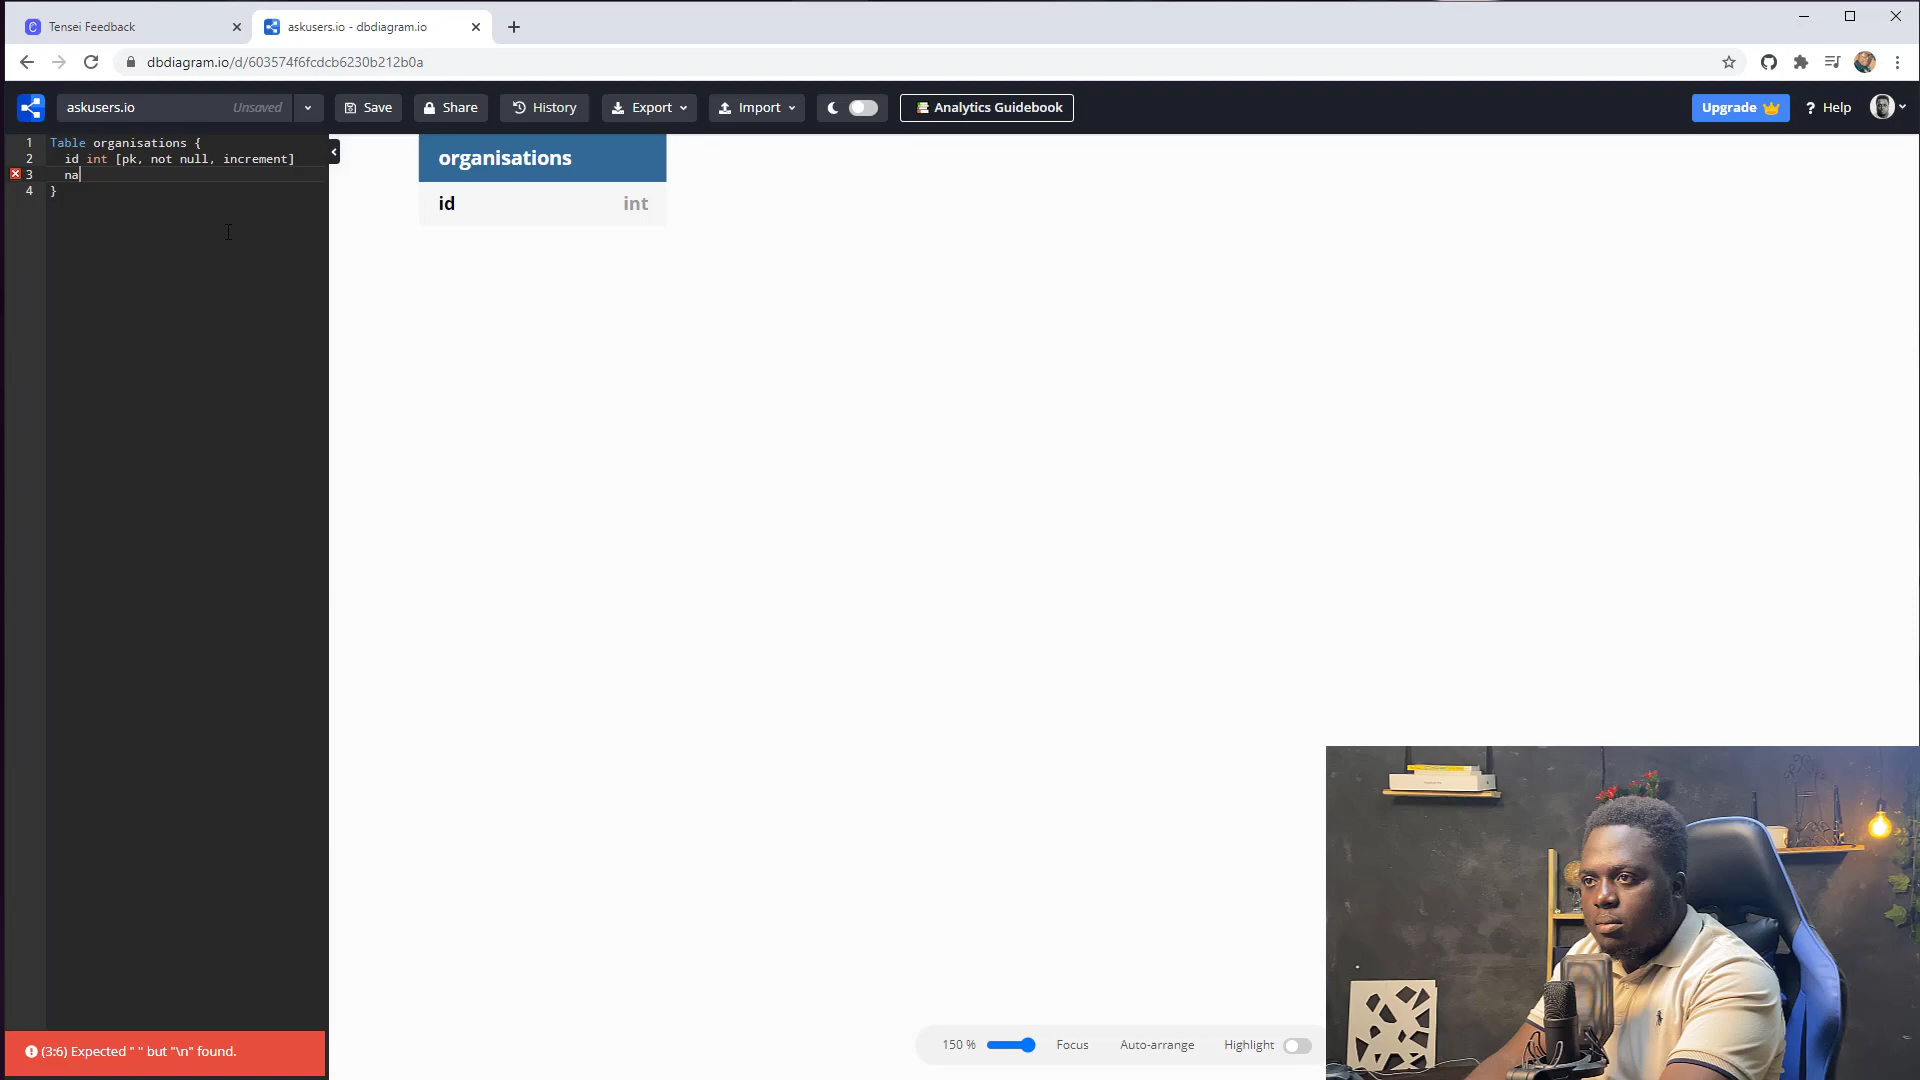 Tensei Feedback
askusers.io - dbdiagram.io
dbdiagram.io/d/603574f6fcdcb6230b212b0a
askusers.io Unsaved Save Share History Export Import Analytics Guidebook Upgrade ? Help
1 Table organisations {
2 id int [pk, not null, increment]
3 na
4 }
organisations
id int
(3:6) Expected " " but "\n" found.
150 % Focus Auto-arrange Highlight